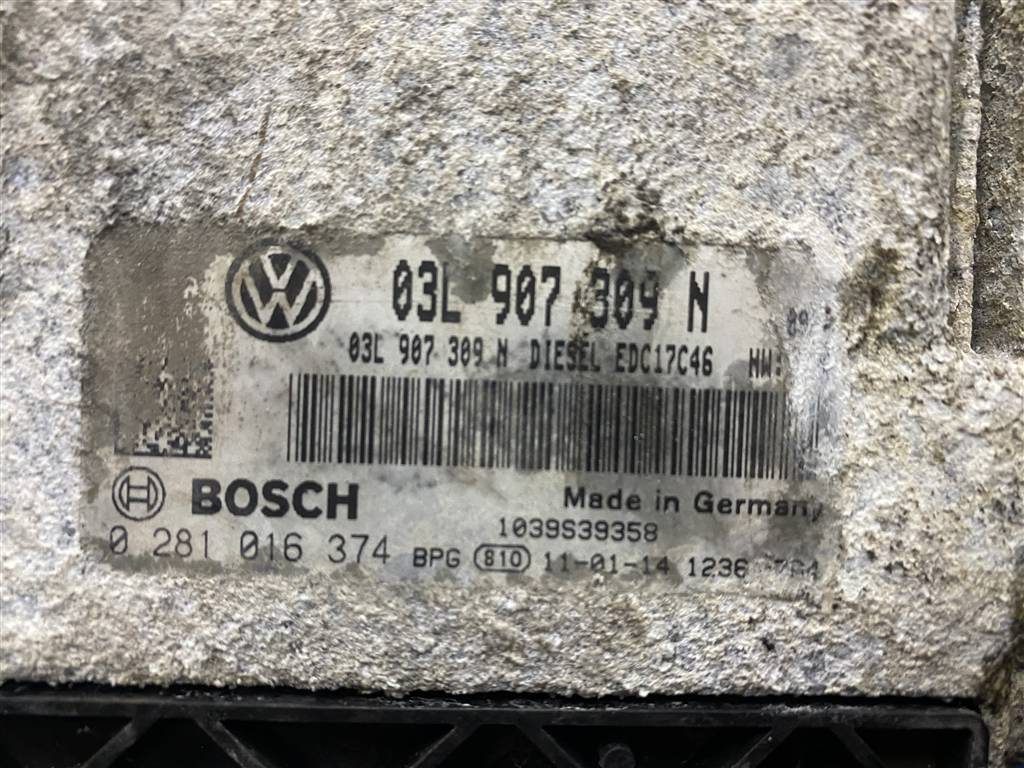 03L 907 309 N
03L 907 309 N DIESEL EDC17C46 HW:
BOSCH Made in Germany
1039S39358
0 281 016 374 BPG 810 11-01-14 1236